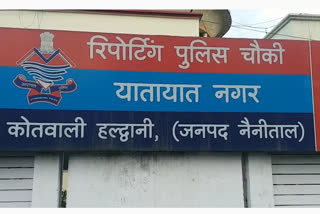 रिपोर्टिंग पुलिस चौकी
यातायात नगर
कोतवाली हल्द्वानी, (जनपद नैनीताल)